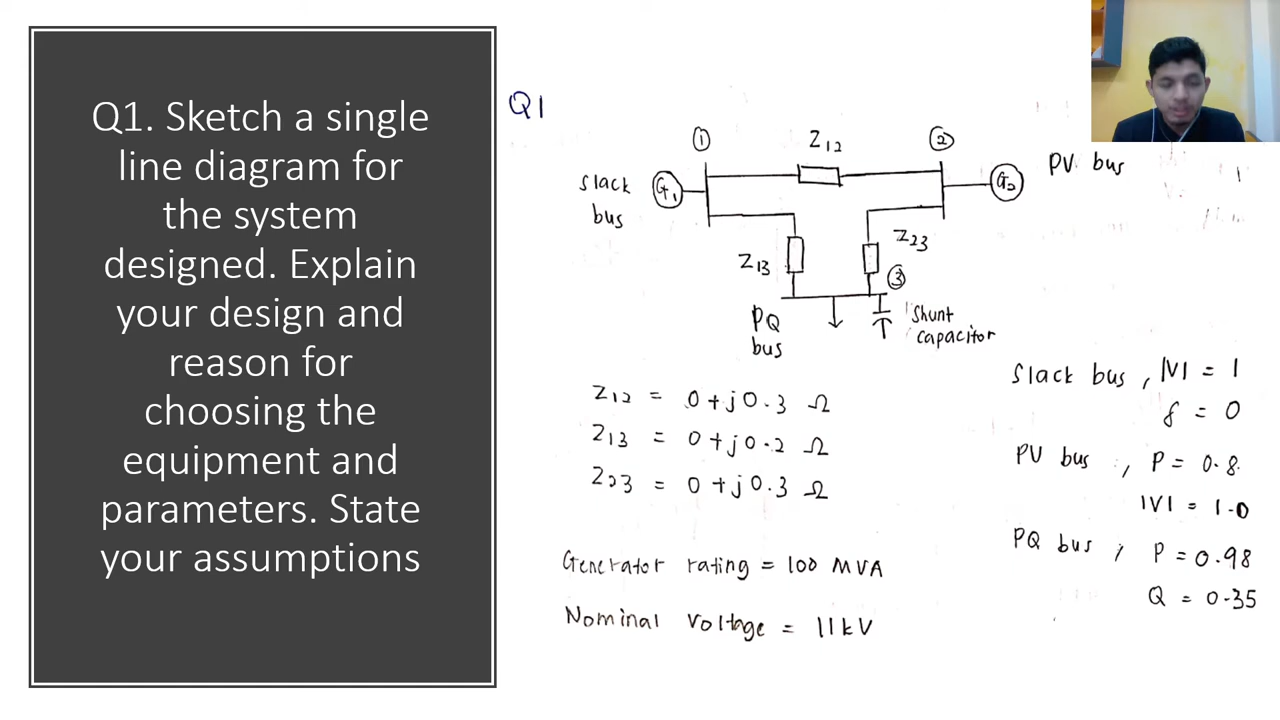 Q1. Sketch a single
line diagram for
the system
designed. Explain
your design and
reason for
choosing the
equipment and
parameters. State
your assumptions
Q1
① Z12 ②
Slack
bus
G1
G2
PV bus
Z13
Z23
③
PQ
bus
Shunt
capacitor
Z12 = 0 + j0.3 Ω
Z13 = 0 + j0.2 Ω
Z23 = 0 + j0.3 Ω
Generator rating = 100 MVA
Nominal voltage = 11kV
Slack bus, |V| = 1
δ = 0
PV bus, P = 0.8
|V| = 1.0
PQ bus, P = 0.98
Q = 0.35